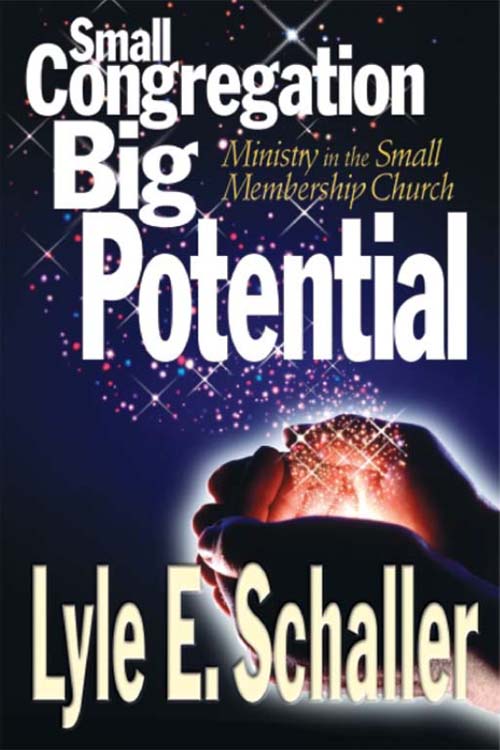 Small
Congregation
Big
Ministry in the Small
Membership Church
Potential
Lyle E. Schaller